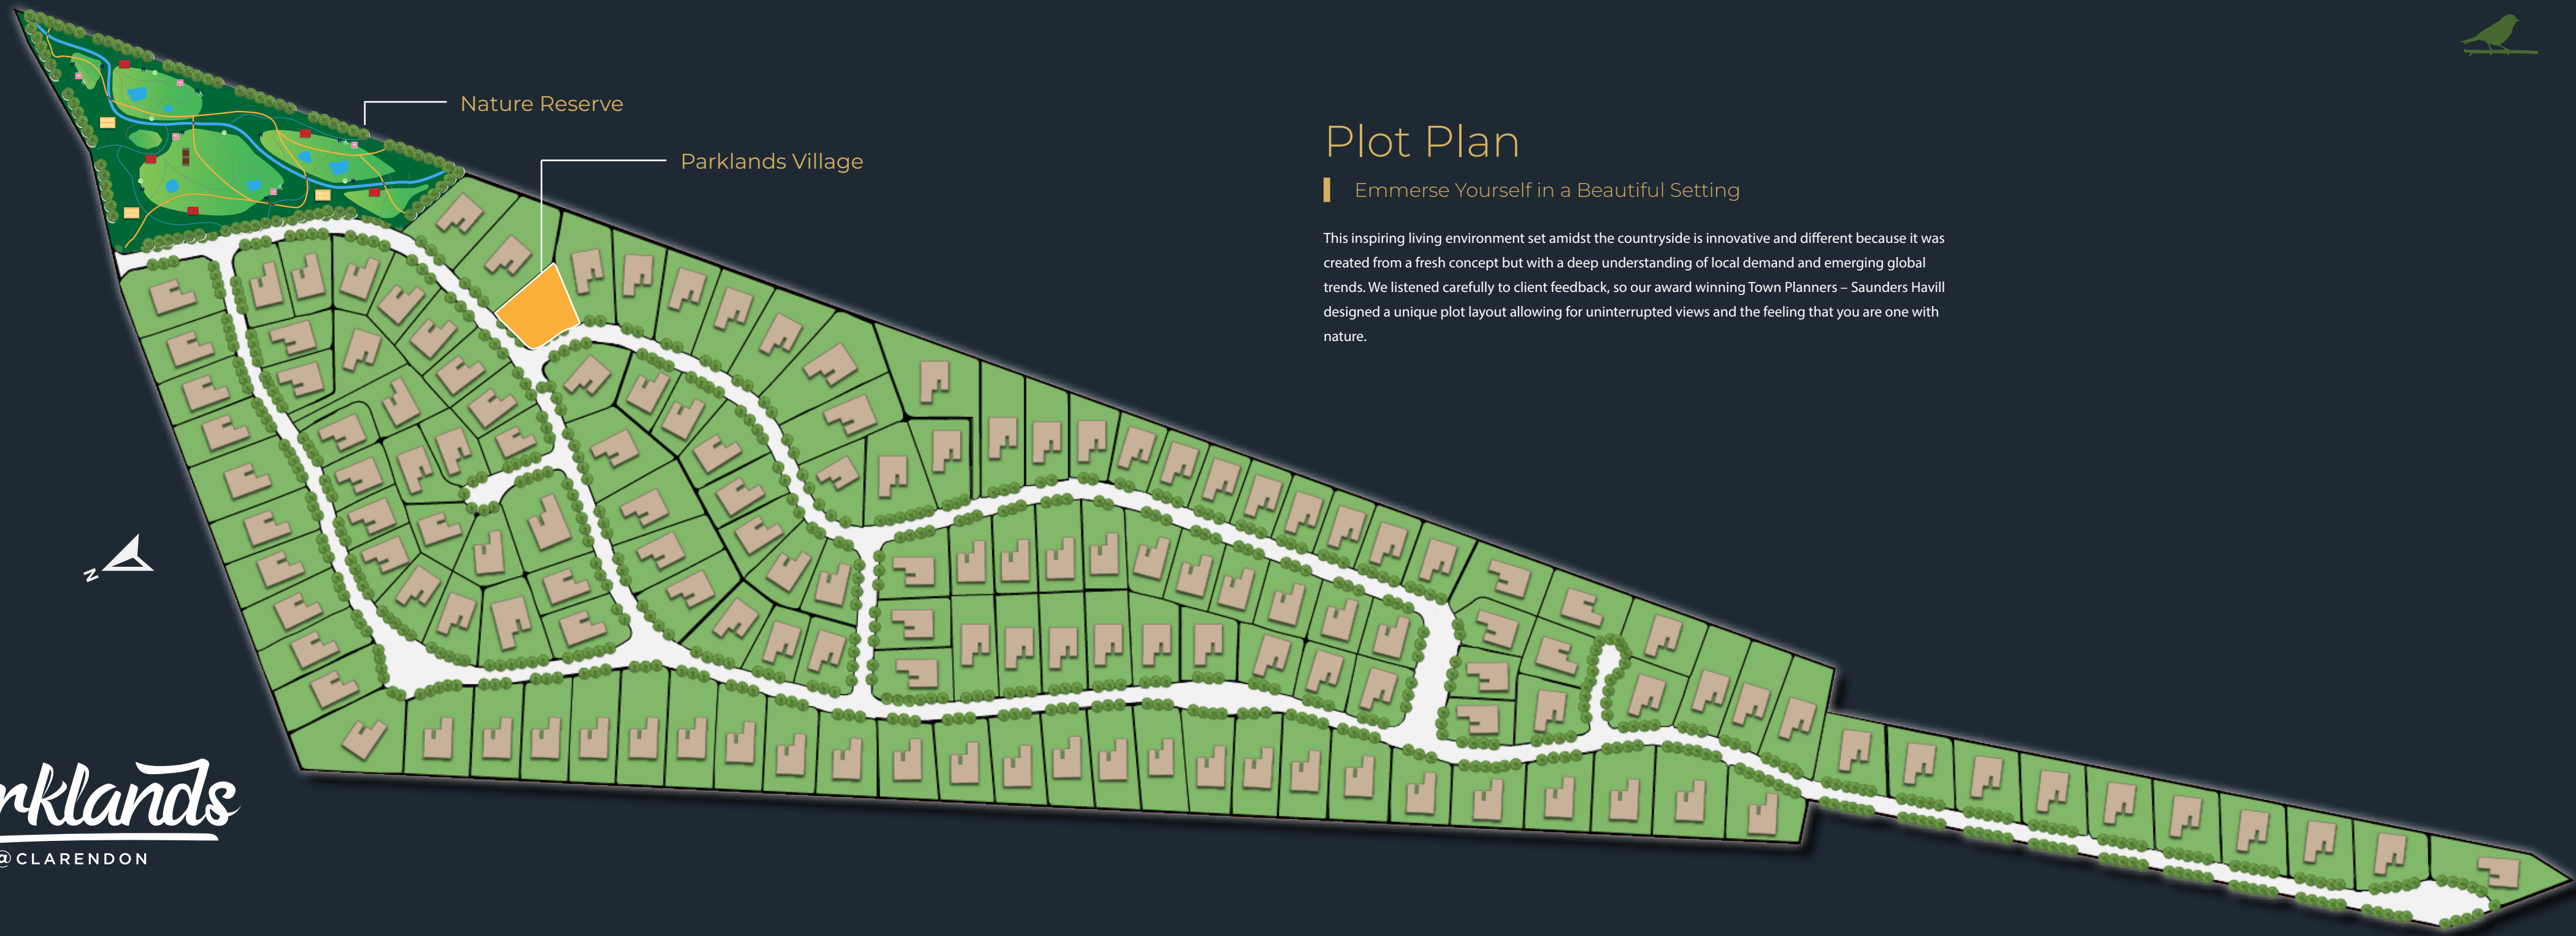 Nature Reserve
Parklands Village
Plot Plan
Emmerse Yourself in a Beautiful Setting
This inspiring living environment set amidst the countryside is innovative and different because it was
created from a fresh concept but with a deep understanding of local demand and emerging global
trends. We listened carefully to client feedback, so our award winning Town Planners – Saunders Havill
designed a unique plot layout allowing for uninterrupted views and the feeling that you are one with
nature.
N
rklands
@CLARENDON